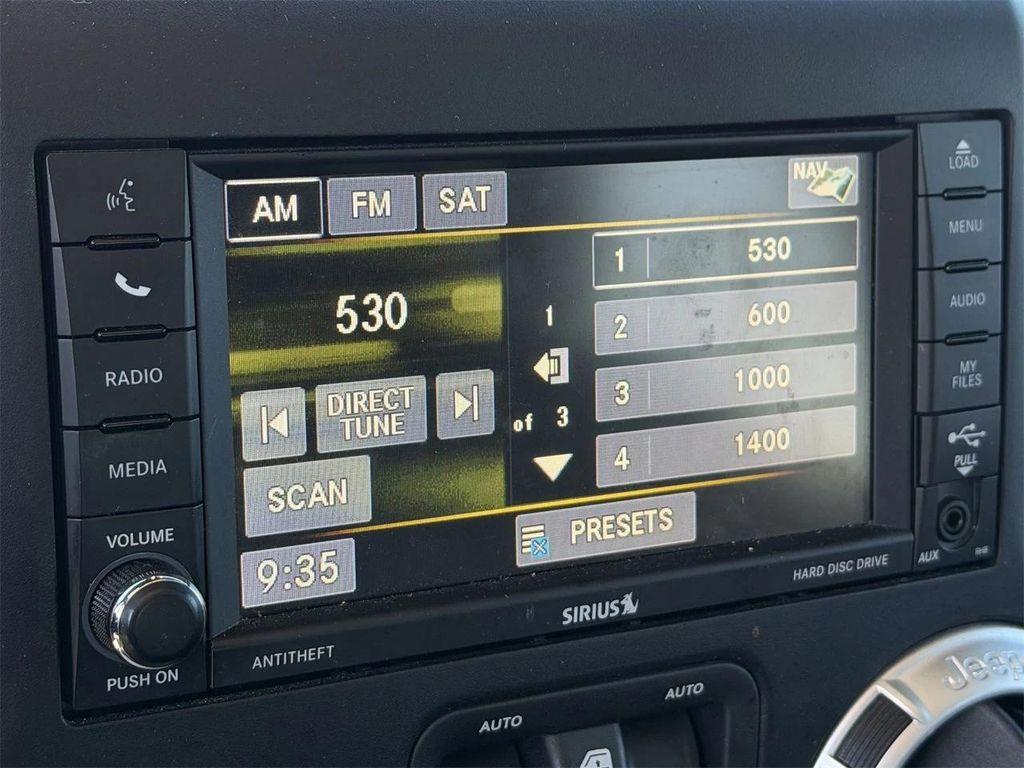 AM
FM
SAT
NAV
530
DIRECT
TUNE
SCAN
9:35
1
of 3
1 530
2 600
3 1000
4 1400
PRESETS
RADIO
MEDIA
VOLUME
PUSH ON
LOAD
MENU
AUDIO
MY
FILES
PULL
AUX
RHB
ANTITHEFT
SIRIUS
HARD DISC DRIVE
AUTO
AUTO
Jeep